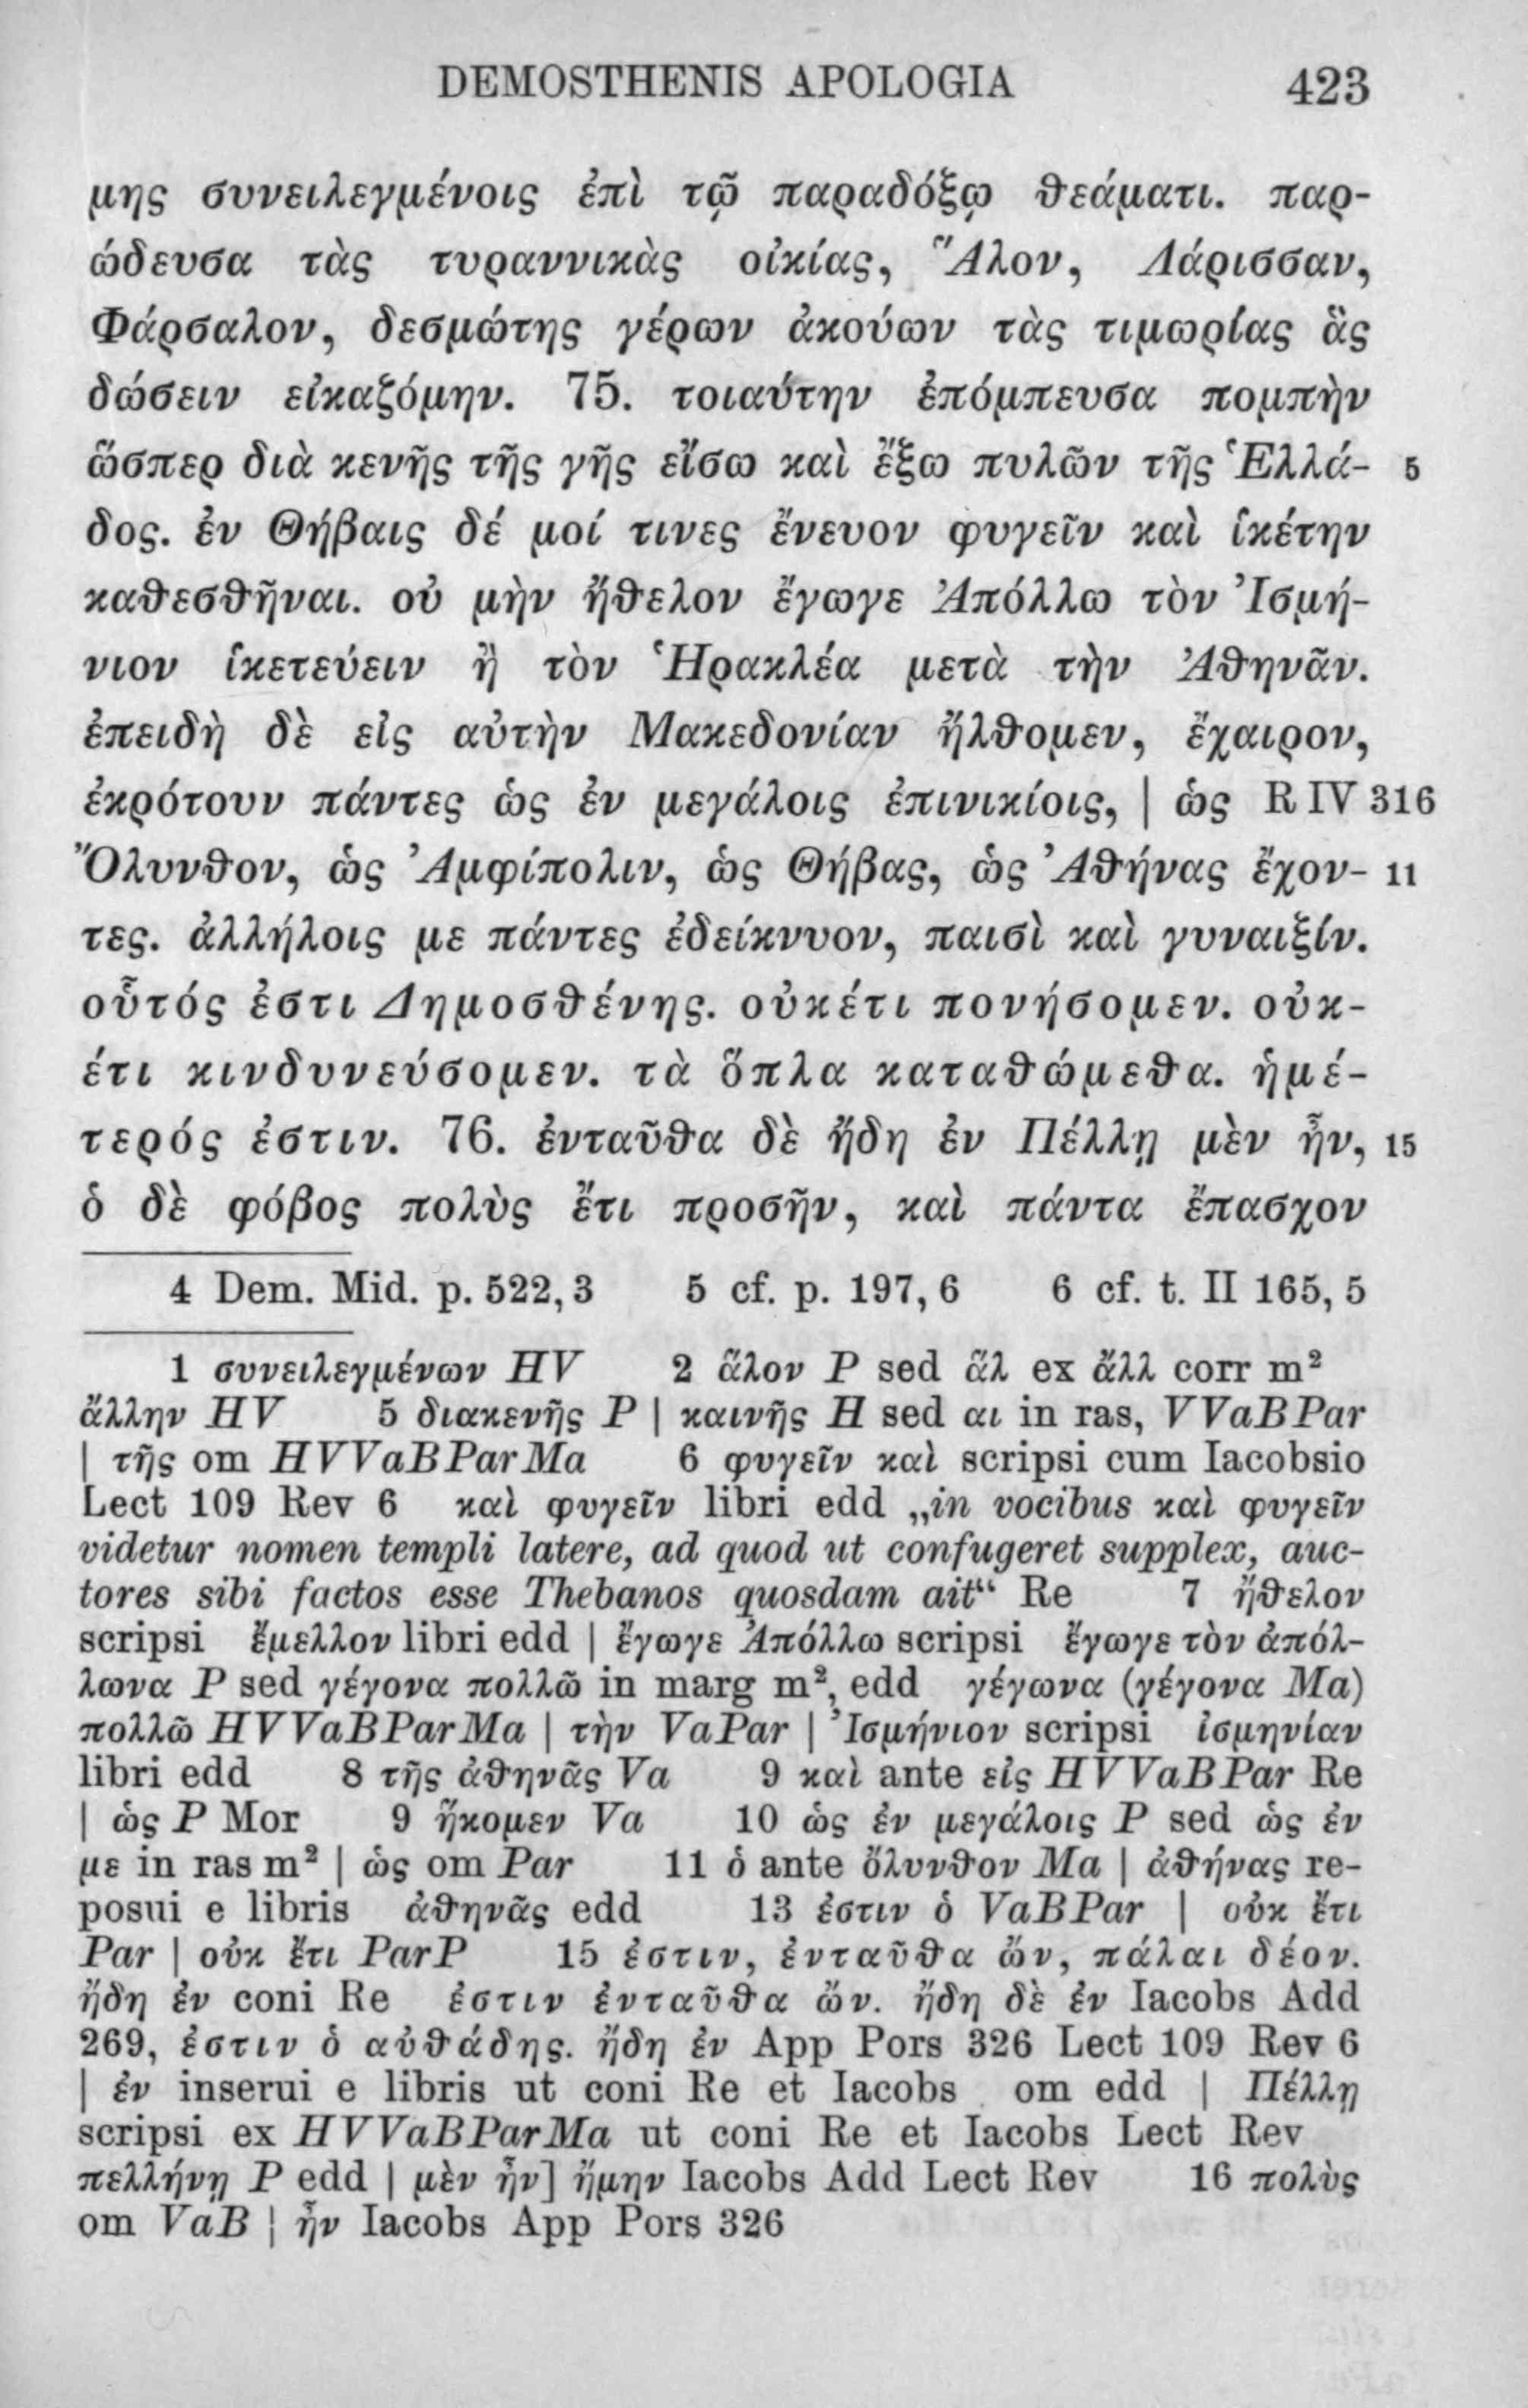 DEMOSTHENIS APOLOGIA 423
μης συνειλεγμένοις ἐπὶ τῷ παραδόξῳ θεάματι. παρ-
ώδευσα τὰς τυραννικὰς οἰκίας, Ἅλον, Λάρισσαν,
Φάρσαλον, δεσμώτης γέρων ἀκούων τὰς τιμωρίας ἃς
δώσειν εἰκαζόμην. 75. τοιαύτην ἐπόμπευσα πομπὴν
ὥσπερ διὰ κενῆς τῆς γῆς εἴσω καὶ ἔξω πυλῶν τῆς Ἑλλά- 5
δος. ἐν Θήβαις δέ μοί τινες ἔνευον φυγεῖν καὶ ἱκέτην
καθεσθῆναι. οὐ μὴν ἤθελον ἔγωγε Ἀπόλλω τὸν Ἰσμή-
νιον ἱκετεύειν ἢ τὸν Ἡρακλέα μετὰ τὴν Ἀθηνᾶν.
ἐπειδὴ δὲ εἰς αὐτὴν Μακεδονίαν ἤλθομεν, ἔχαιρον,
ἐκρότουν πάντες ὡς ἐν μεγάλοις ἐπινικίοις, | ὡς R IV 316
Ὄλυνθον, ὡς Ἀμφίπολιν, ὡς Θήβας, ὡς Ἀθήνας ἔχον- 11
τες. ἀλλήλοις με πάντες ἐδείκνυον, παισὶ καὶ γυναιξίν.
οὗτός ἐστι Δημοσθένης. οὐκέτι πονήσομεν. οὐκ-
έτι κινδυνεύσομεν. τὰ ὅπλα καταθώμεθα. ἡμέ-
τερός ἐστιν. 76. ἐνταῦθα δὲ ἤδη ἐν Πέλλῃ μὲν ἦν, 15
ὁ δὲ φόβος πολὺς ἔτι προσῆν, καὶ πάντα ἔπασχον
4 Dem. Mid. p. 522, 3 5 cf. p. 197, 6 6 cf. t. II 165, 5
1 συνειλεγμένων HV 2 ἅλον P sed ἅλ ex ἄλλ corr m²
ἄλλην HV 5 διακενῆς P | καινῆς H sed αι in ras, VVaBPar
| τῆς om HVVaBParMa 6 φυγεῖν καὶ scripsi cum Iacobsio
Lect 109 Rev 6 καὶ φυγεῖν libri edd „in vocibus καὶ φυγεῖν
videtur nomen templi latere, ad quod ut confugeret supplex, auc-
tores sibi factos esse Thebanos quosdam ait“ Re 7 ἤθελον
scripsi ἔμελλον libri edd | ἔγωγε Ἀπόλλω scripsi ἔγωγε τὸν ἀπόλ-
λωνα P sed γέγονα πολλῶ in marg m², edd γέγωνα (γέγονα Ma)
πολλῶ HVVaBParMa | τὴν VaPar | Ἰσμήνιον scripsi ἰσμηνίαν
libri edd 8 τῆς ἀθηνᾶς Va 9 καὶ ante εἰς HVVaBPar Re
| ὡς P Mor 9 ἥκομεν Va 10 ὡς ἐν μεγάλοις P sed ὡς ἐν
με in ras m² | ὡς om Par 11 ὁ ante ὄλυνθον Ma | ἀθήνας re-
posui e libris ἀθηνᾶς edd 13 ἐστιν ὁ VaBPar | οὐκ ἔτι
Par | οὐκ ἔτι ParP 15 ἐστιν, ἐνταῦθα ὤν, πάλαι δέον.
ἤδη ἐν coni Re ἐστιν ἐνταῦθα ὤν. ἤδη δὲ ἐν Iacobs Add
269, ἐστιν ὁ αὐθάδης. ἤδη ἐν App Pors 326 Lect 109 Rev 6
| ἐν inserui e libris ut coni Re et Iacobs om edd | Πέλλῃ
scripsi ex HVVaBParMa ut coni Re et Iacobs Lect Rev
πελλήνῃ P edd | μὲν ἦν] ἤμην Iacobs Add Lect Rev 16 πολὺς
om VaB | ἦν Iacobs App Pors 326